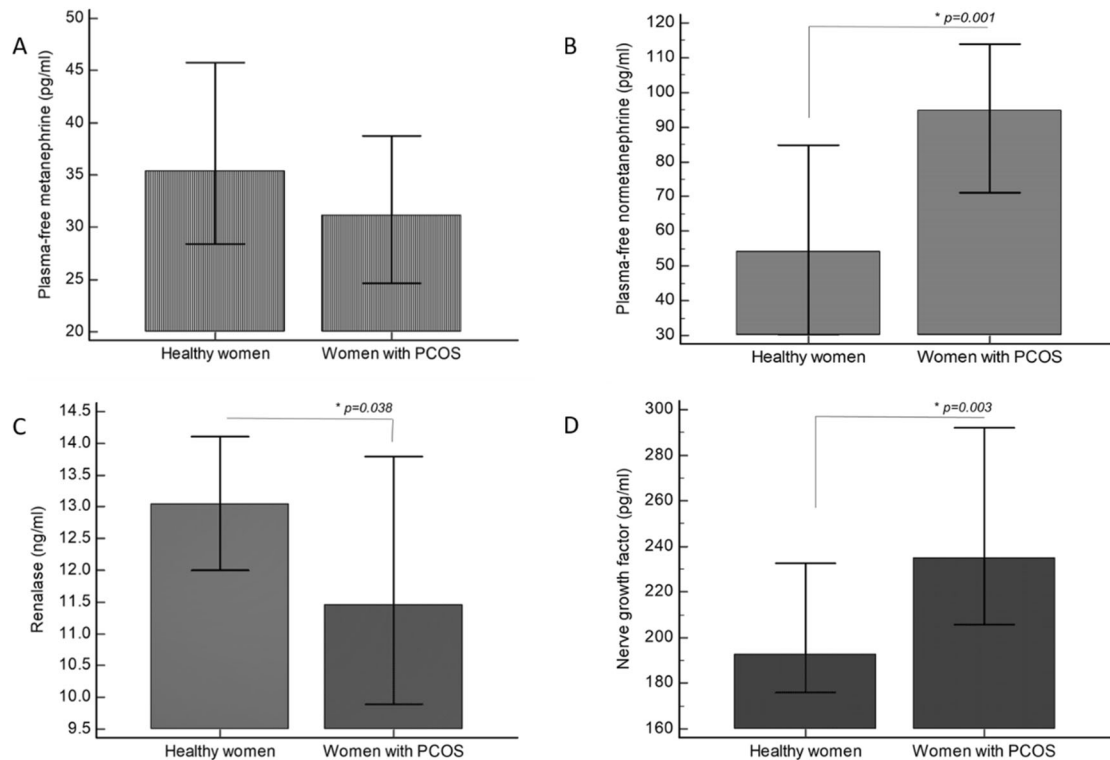 A
Plasma-free metanephrine (pg/ml)
50
45
40
35
30
25
20
Healthy women
Women with PCOS
B
Plasma-free normetanephrine (pg/ml)
120
110
100
90
80
70
60
50
40
30
* p=0.001
Healthy women
Women with PCOS
C
Renalase (ng/ml)
14.5
14.0
13.5
13.0
12.5
12.0
11.5
11.0
10.5
10.0
9.5
* p=0.038
Healthy women
Women with PCOS
D
Nerve growth factor (pg/ml)
300
280
260
240
220
200
180
160
* p=0.003
Healthy women
Women with PCOS